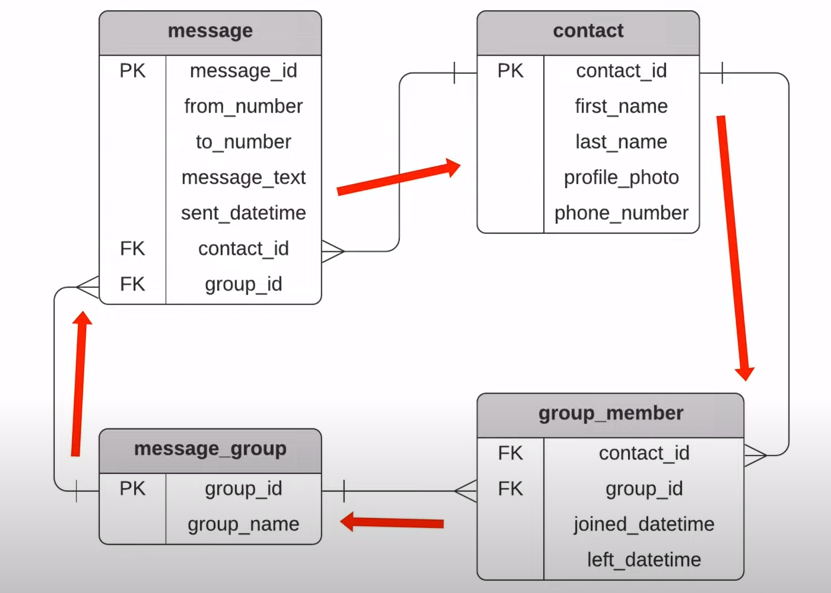 message
PK message_id
from_number
to_number
message_text
sent_datetime
FK contact_id
FK group_id
contact
PK contact_id
first_name
last_name
profile_photo
phone_number
message_group
PK group_id
group_name
group_member
FK contact_id
FK group_id
joined_datetime
left_datetime